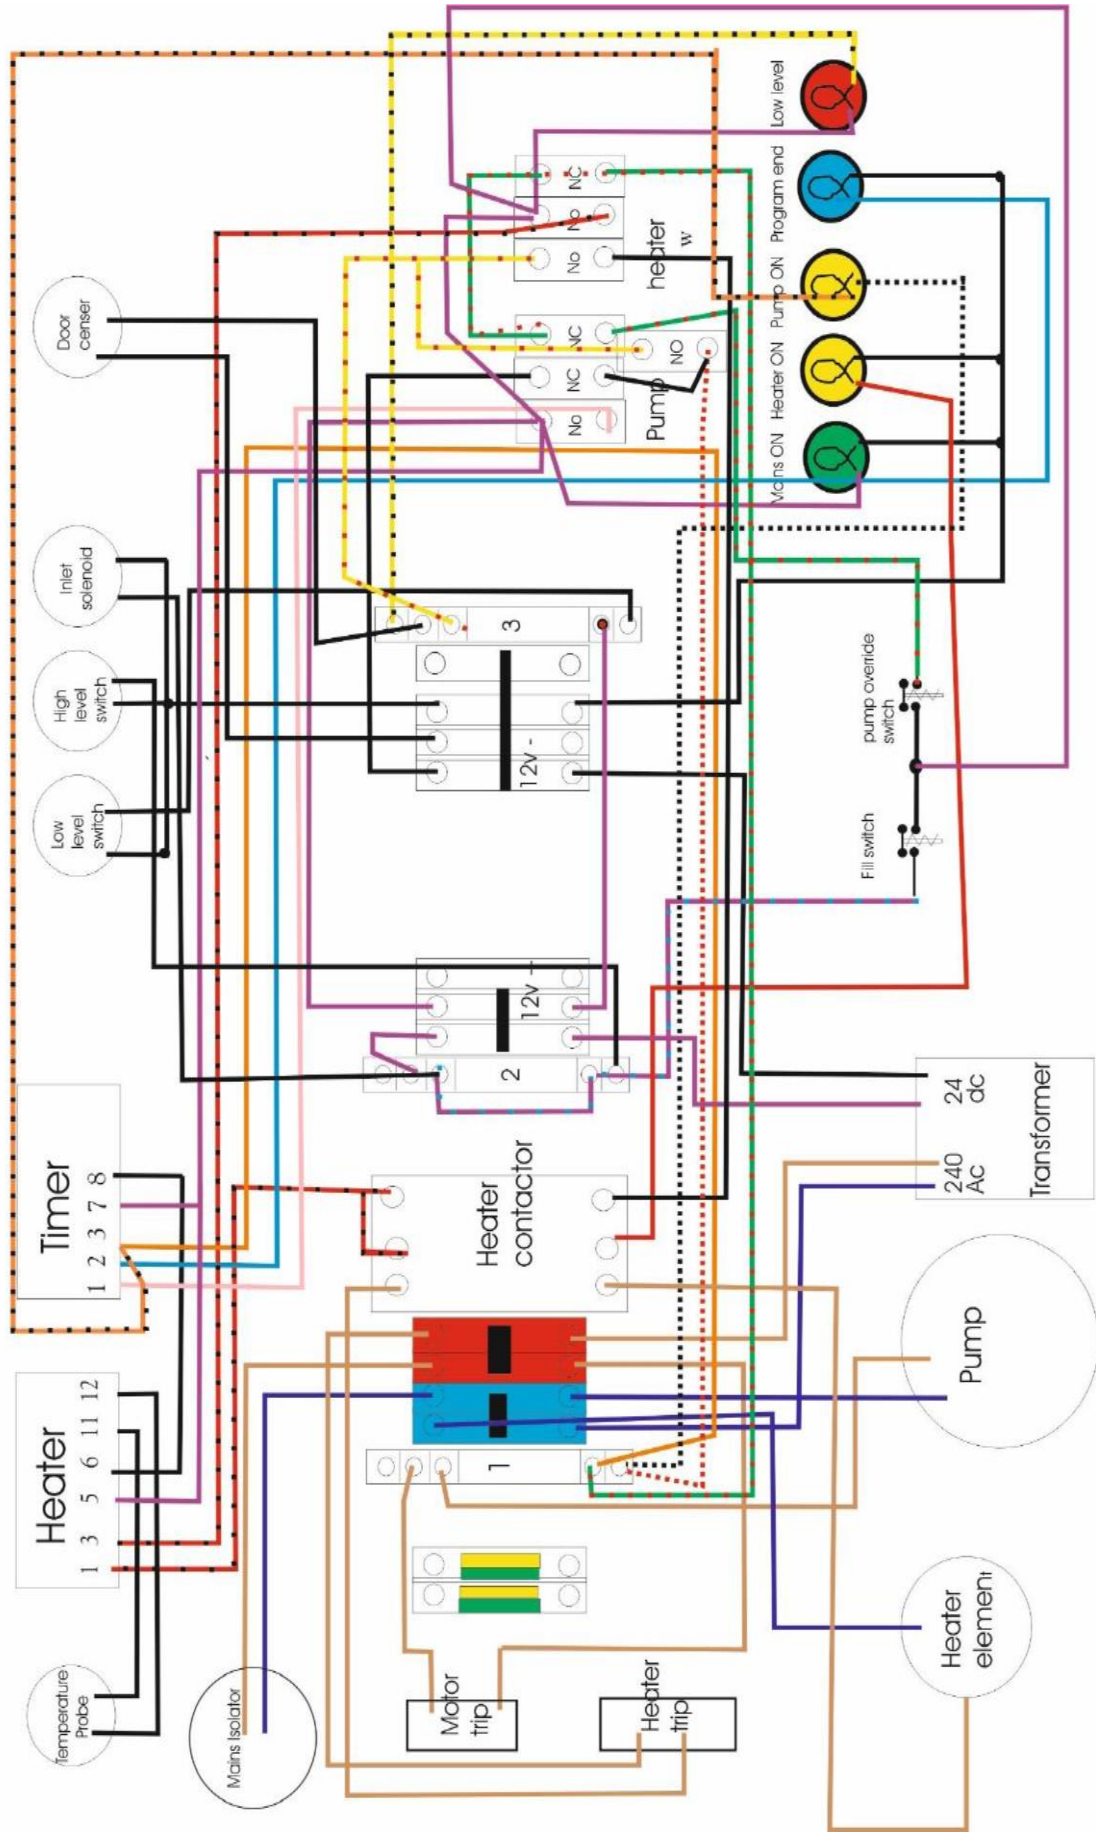 Temperature
Probe
Heater
1 3 5 6 11 12
Timer
1 2 3 7 8
Low
level
switch
High
level
switch
Inlet
solenoid
Door
censer
Mains Isolator
Motor
trip
Heater
trip
1
Heater
contactor
2
12v +
12v -
3
No
NC
NC
NO
Pump
No
No
NC
heater
w
Mains ON
Heater ON
Pump ON
Program end
Low level
Fill switch
pump override
switch
Heater
element
Pump
240
Ac
24
dc
Transformer